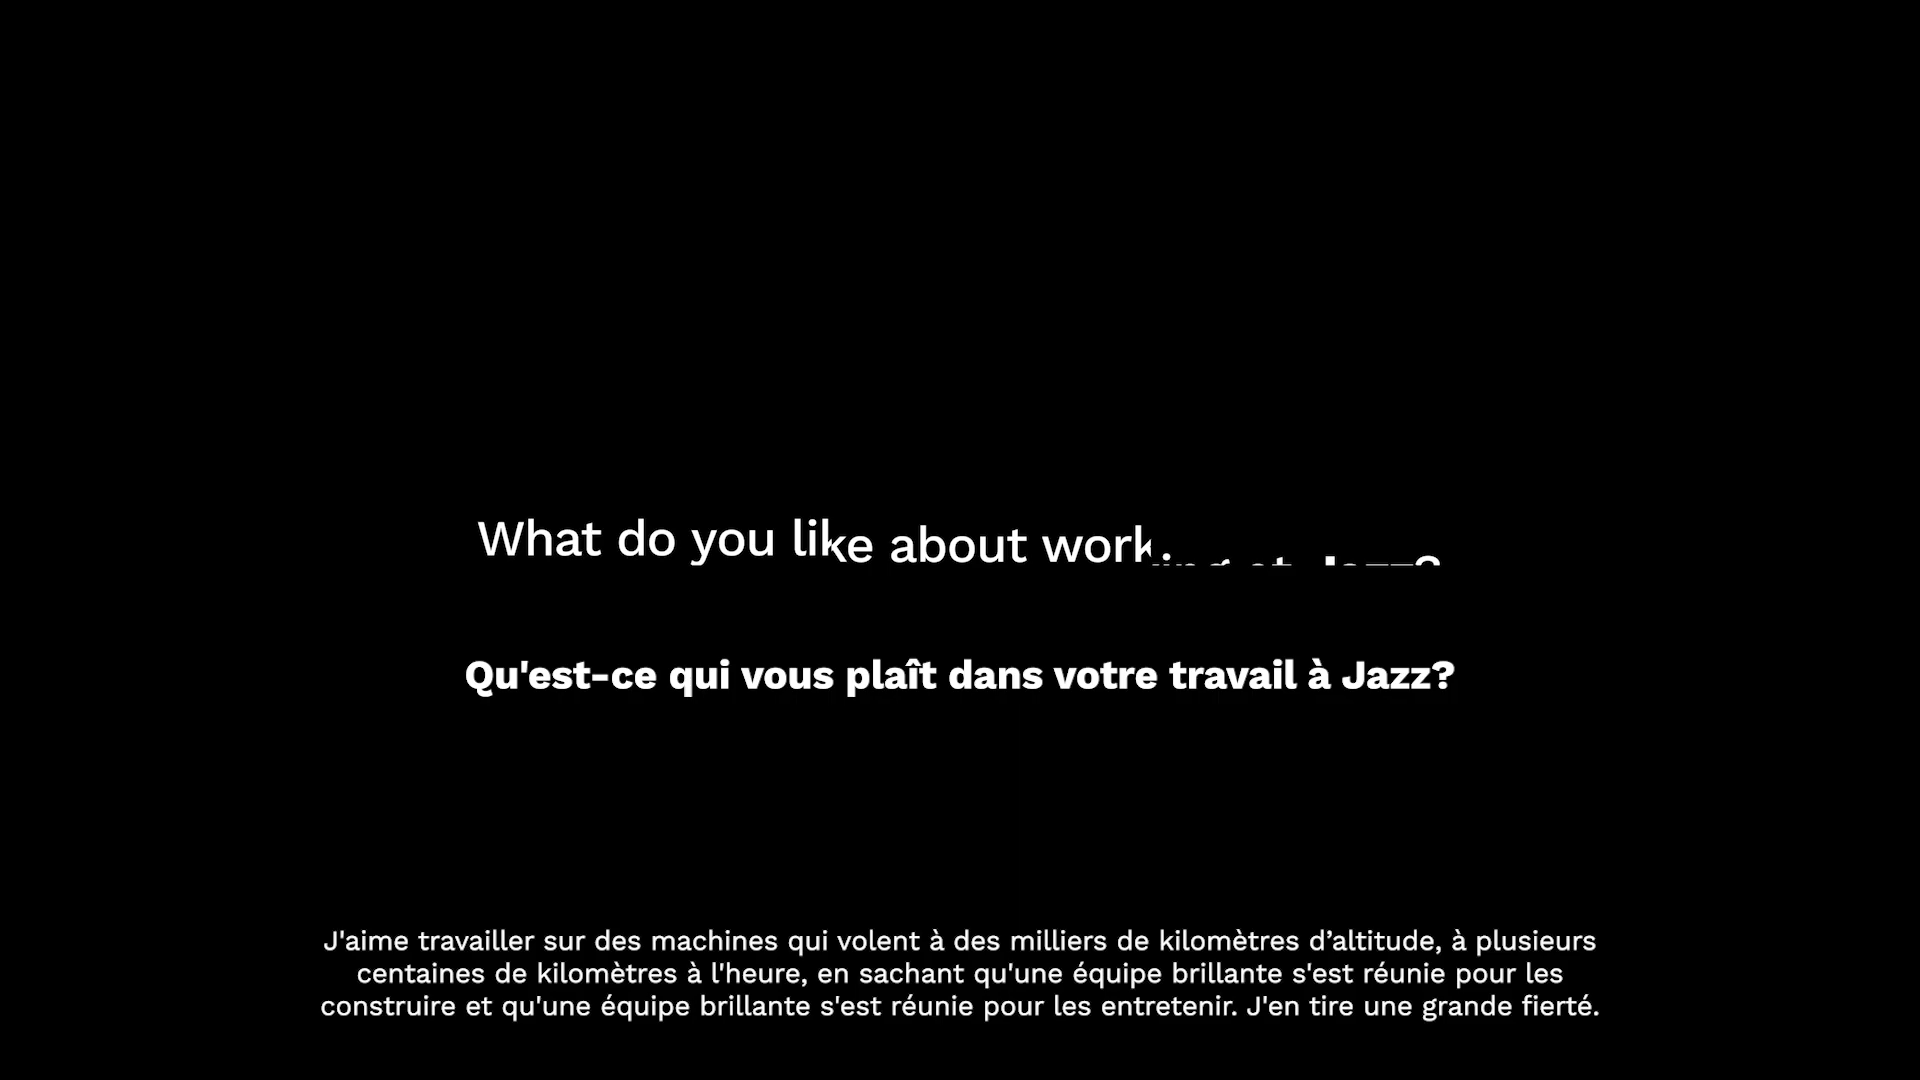 What do you like about working at Jazz?
Qu'est-ce qui vous plaît dans votre travail à Jazz?
J'aime travailler sur des machines qui volent à des milliers de kilomètres d’altitude, à plusieurs
centaines de kilomètres à l'heure, en sachant qu'une équipe brillante s'est réunie pour les
construire et qu'une équipe brillante s'est réunie pour les entretenir. J'en tire une grande fierté.